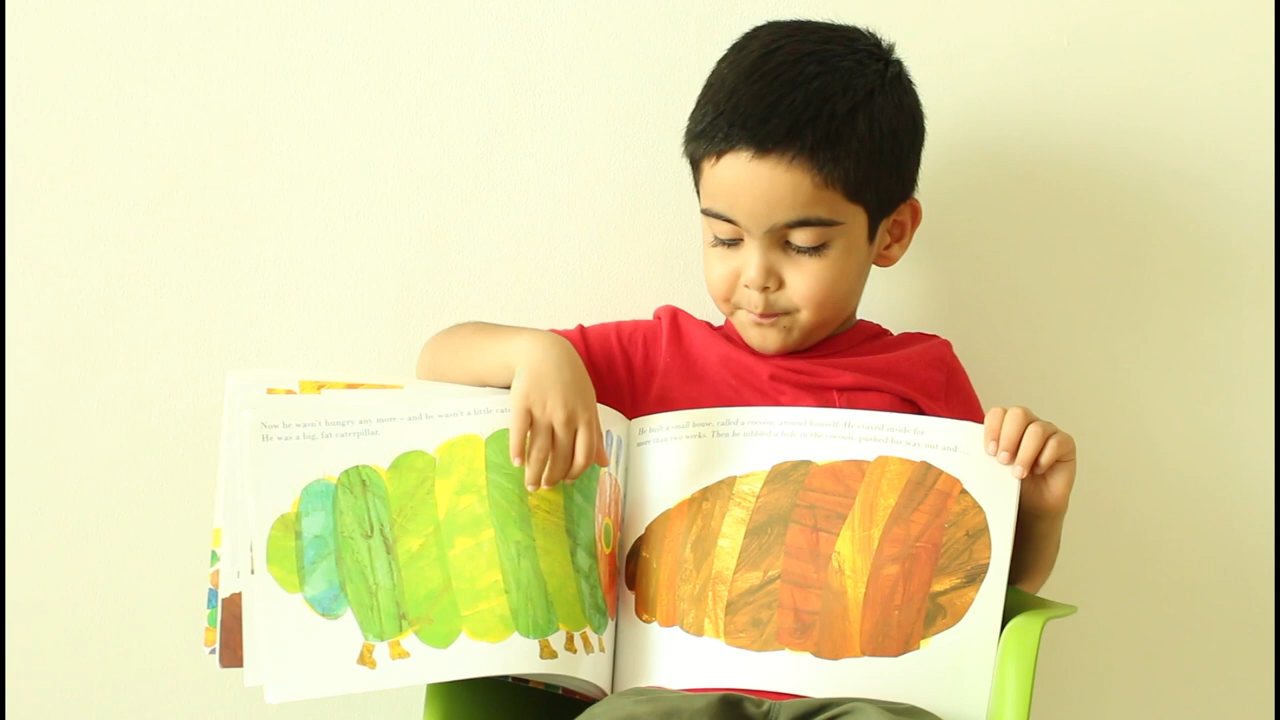 Now he wasn't hungry any more – and he wasn't a little cate
He was a big, fat caterpillar.
He built a small house, called a cocoon, around himself. He stayed inside for
more than two weeks. Then he nibbled a hole in the cocoon, pushed his way out and ...